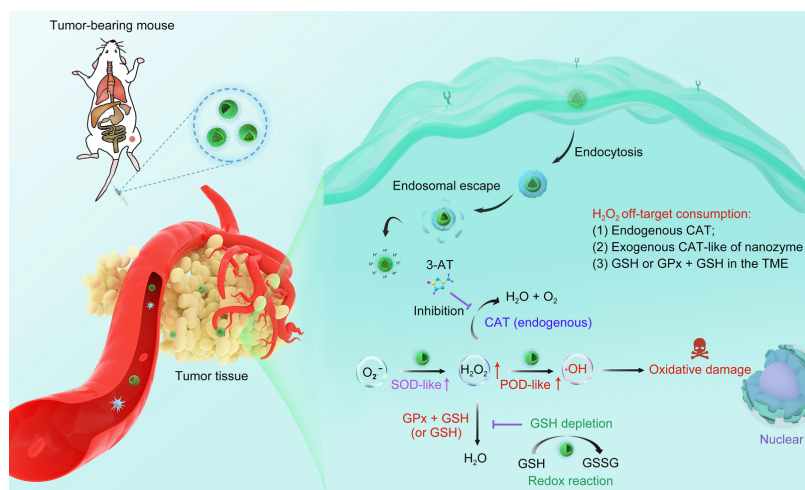 Tumor-bearing mouse
Endocytosis
Endosomal escape
H₂O₂ off-target consumption:
(1) Endogenous CAT;
(2) Exogenous CAT-like of nanozyme
(3) GSH or GPx + GSH in the TME
H⁺ H⁺ H⁺
3-AT
Inhibition
H₂O + O₂
CAT (endogenous)
Tumor tissue
O₂⁻
SOD-like ↑
H₂O₂ ↑
POD-like ↑
·OH
Oxidative damage
GPx + GSH
(or GSH)
GSH depletion
Nuclear
H₂O
GSH
GSSG
Redox reaction